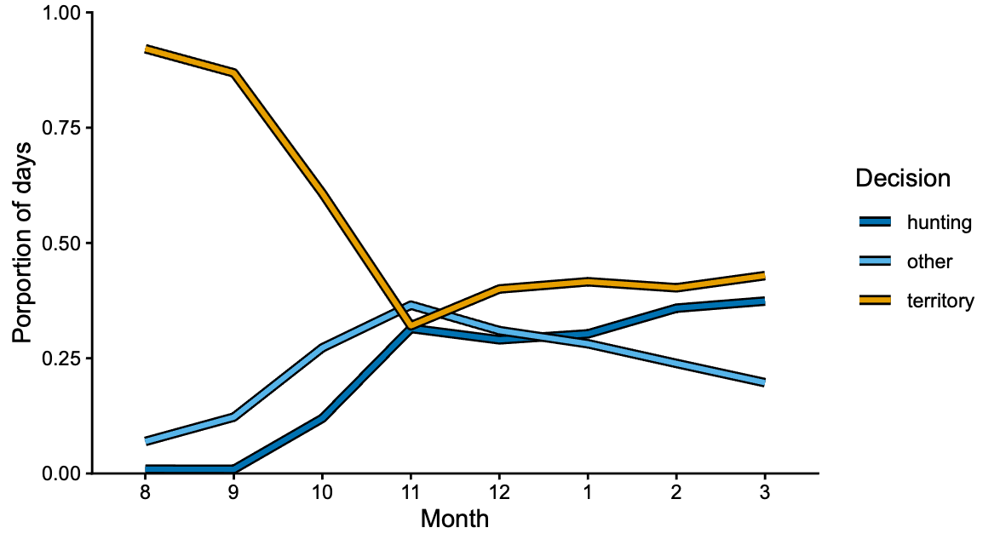 1.00
0.75
0.50
0.25
0.00
Porportion of days
8 9 10 11 12 1 2 3
Month
Decision
hunting
other
territory